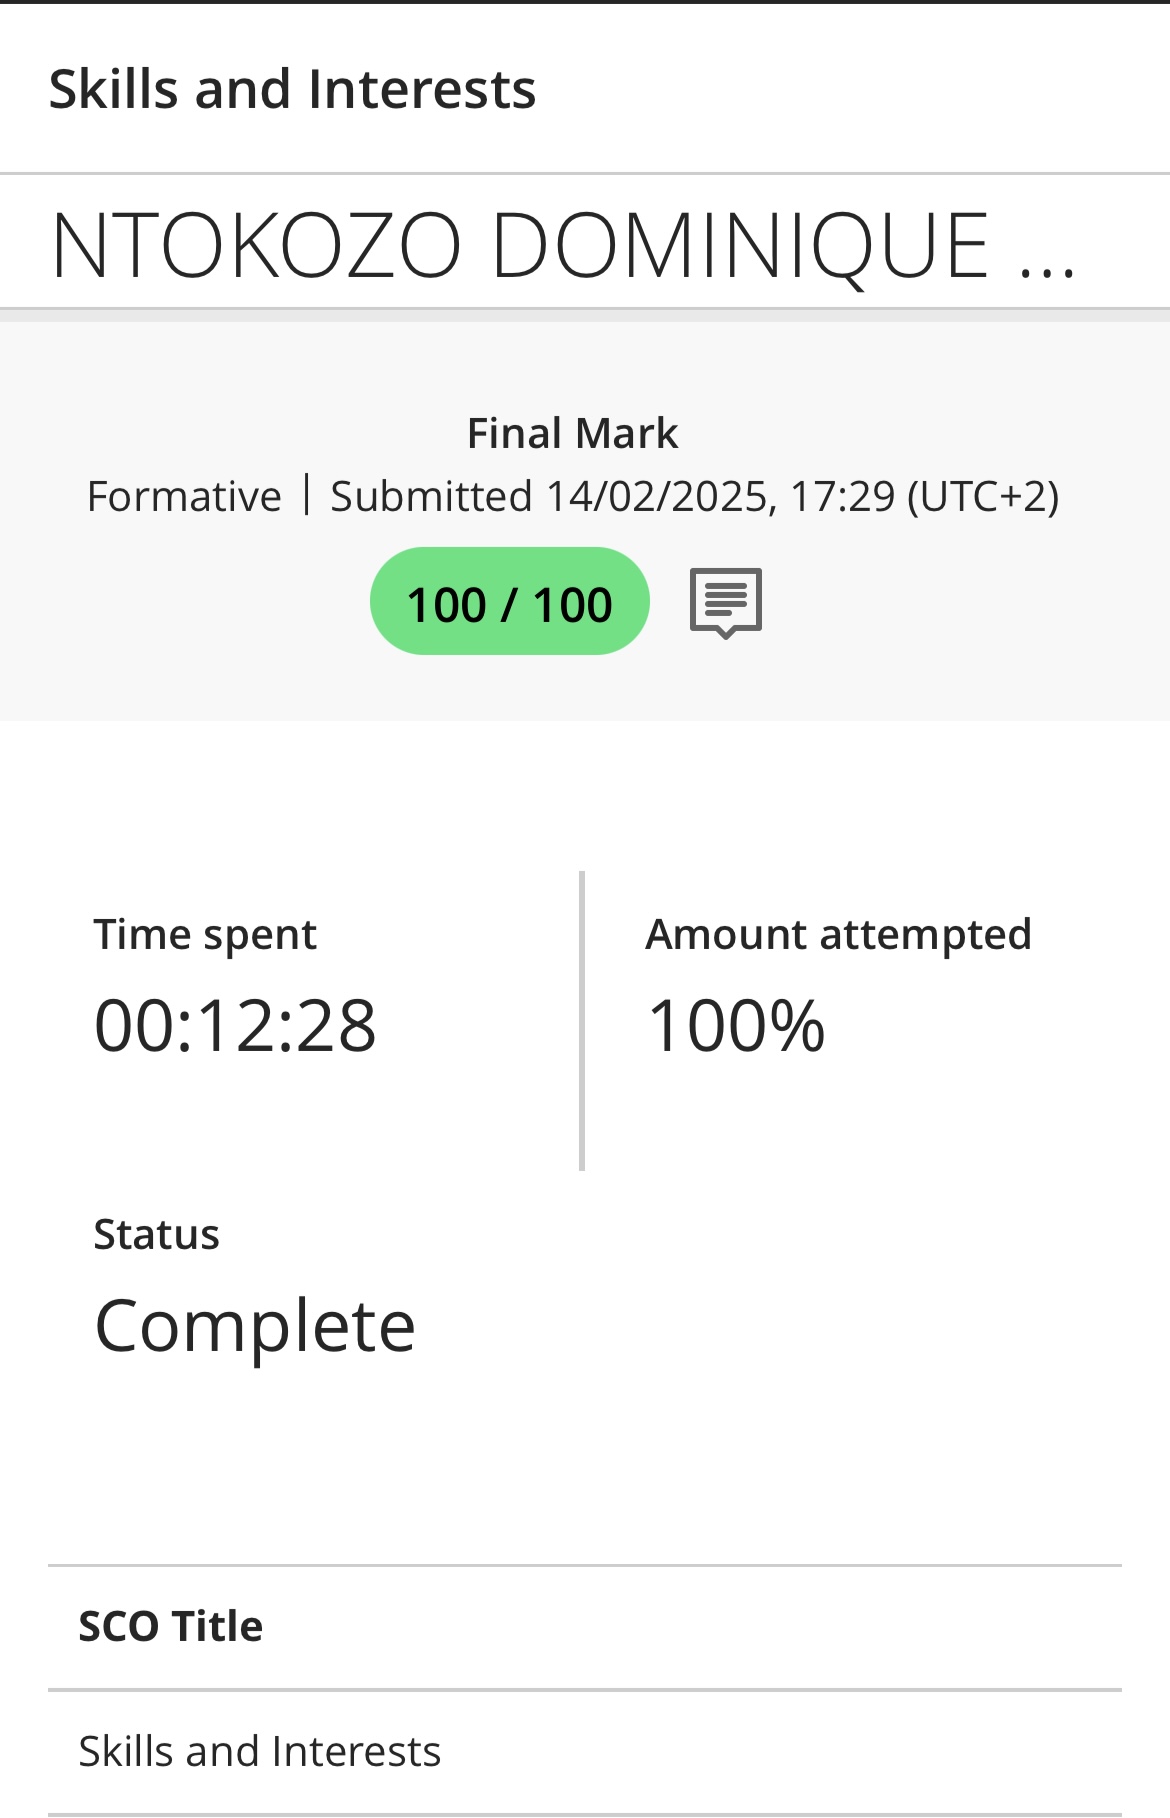 Skills and Interests
NTOKOZO DOMINIQUE ...
Final Mark
Formative | Submitted 14/02/2025, 17:29 (UTC+2)
100 / 100
Time spent
Amount attempted
00:12:28
100%
Status
Complete
SCO Title
Skills and Interests